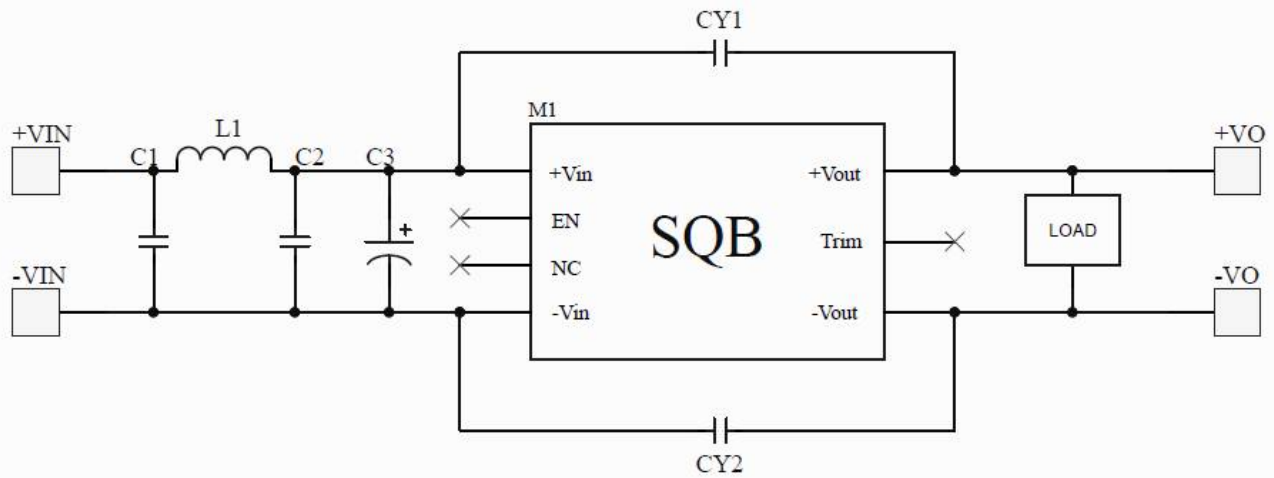 CY1
M1
+VIN
L1
C1
C2
C3
+Vin
+Vout
+VO
+
EN
SQB
LOAD
Trim
NC
-VIN
-Vin
-Vout
-VO
CY2